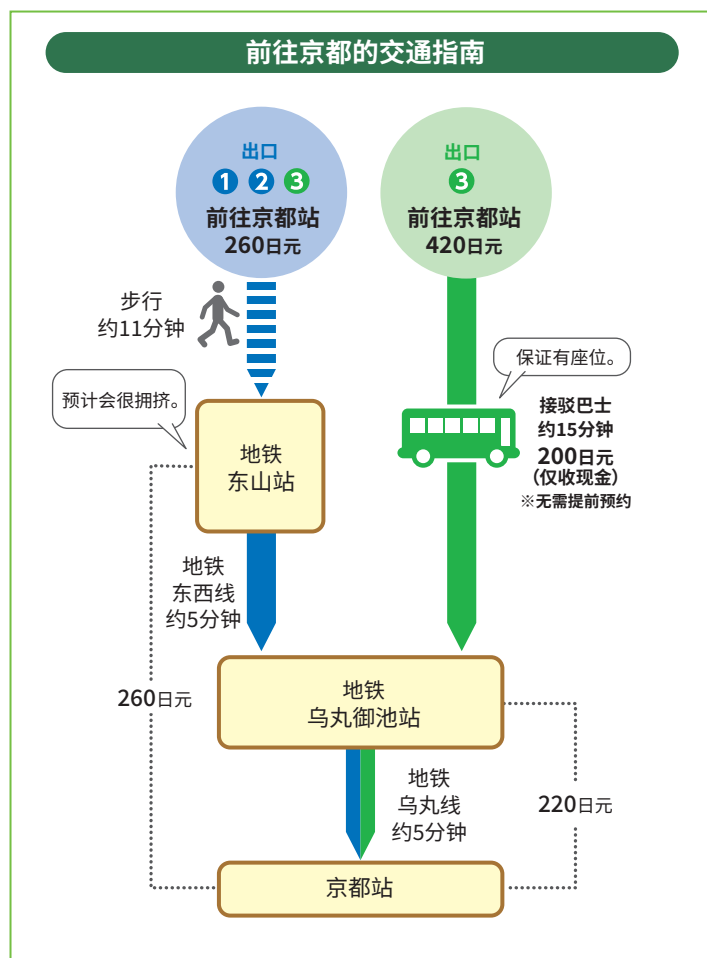 前往京都的交通指南
出口
1 2 3
前往京都站
260日元
出口
3
前往京都站
420日元
步行
约11分钟
预计会很拥挤。
保证有座位。
接驳巴士
约15分钟
200日元
（仅收现金）
※无需提前预约
地铁
东山站
地铁
东西线
约5分钟
260日元
地铁
乌丸御池站
地铁
乌丸线
约5分钟
220日元
京都站